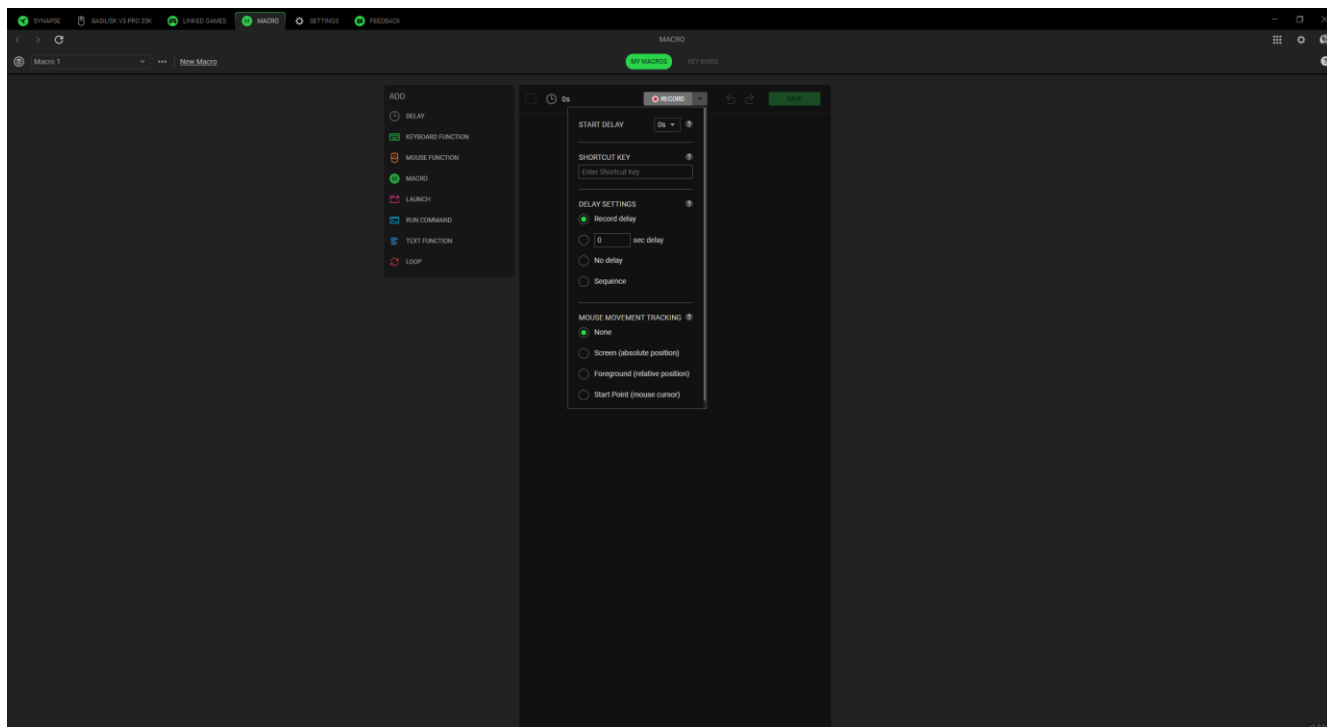 SYNAPSE BASILISK V3 PRO 35K LINKED GAMES MACRO SETTINGS FEEDBACK
MACRO
Macro 1 New Macro MY MACROS KEY BINDS
ADD
DELAY
KEYBOARD FUNCTION
MOUSE FUNCTION
MACRO
LAUNCH
RUN COMMAND
TEXT FUNCTION
LOOP
0s RECORD SAVE
START DELAY 0s
SHORTCUT KEY
Enter Shortcut Key
DELAY SETTINGS
Record delay
0 sec delay
No delay
Sequence
MOUSE MOVEMENT TRACKING
None
Screen (absolute position)
Foreground (relative position)
Start Point (mouse cursor)